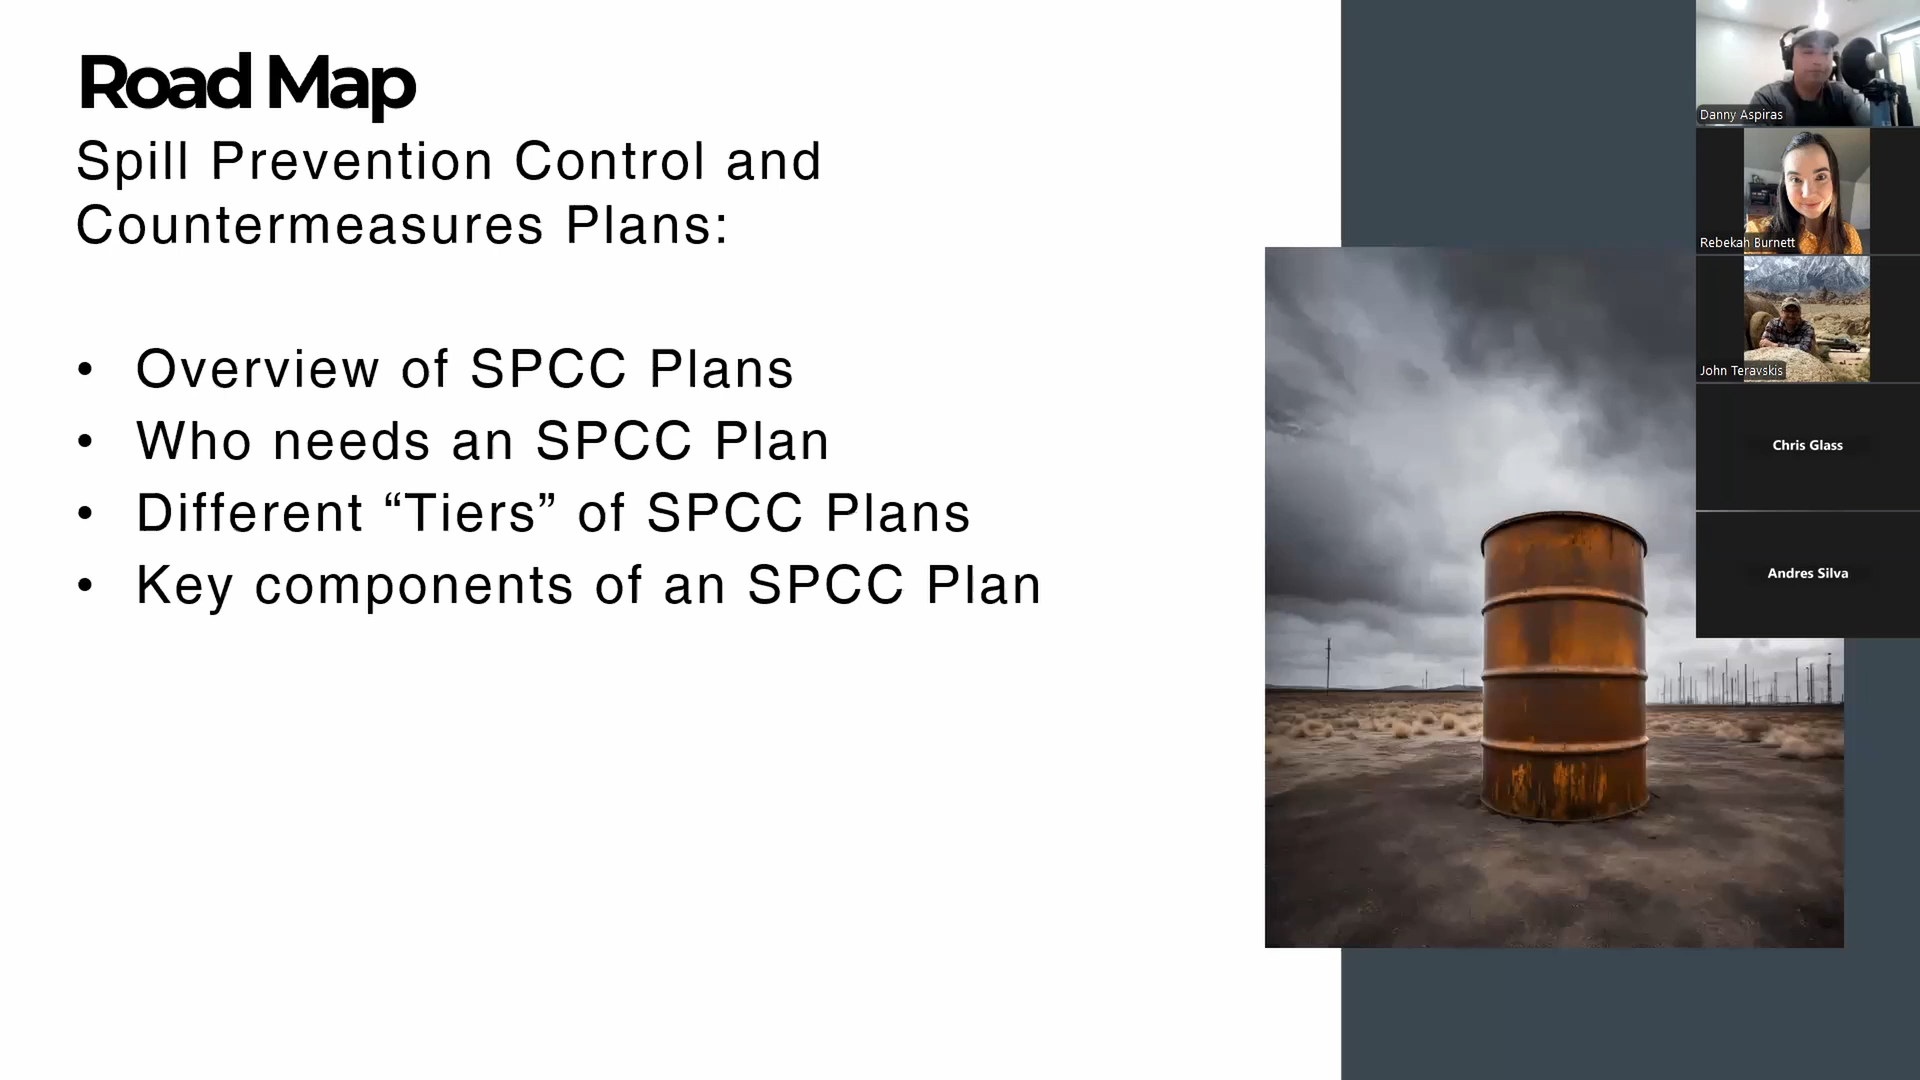 Road Map
Spill Prevention Control and
Countermeasures Plans:
• Overview of SPCC Plans
• Who needs an SPCC Plan
• Different “Tiers” of SPCC Plans
• Key components of an SPCC Plan
Danny Aspiras
Rebekah Burnett
John Teravskis
Chris Glass
Andres Silva